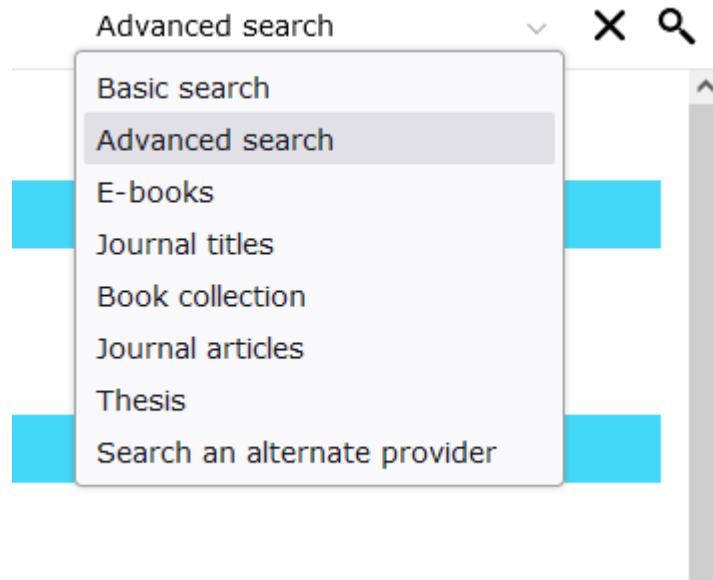 Advanced search
Basic search
Advanced search
E-books
Journal titles
Book collection
Journal articles
Thesis
Search an alternate provider